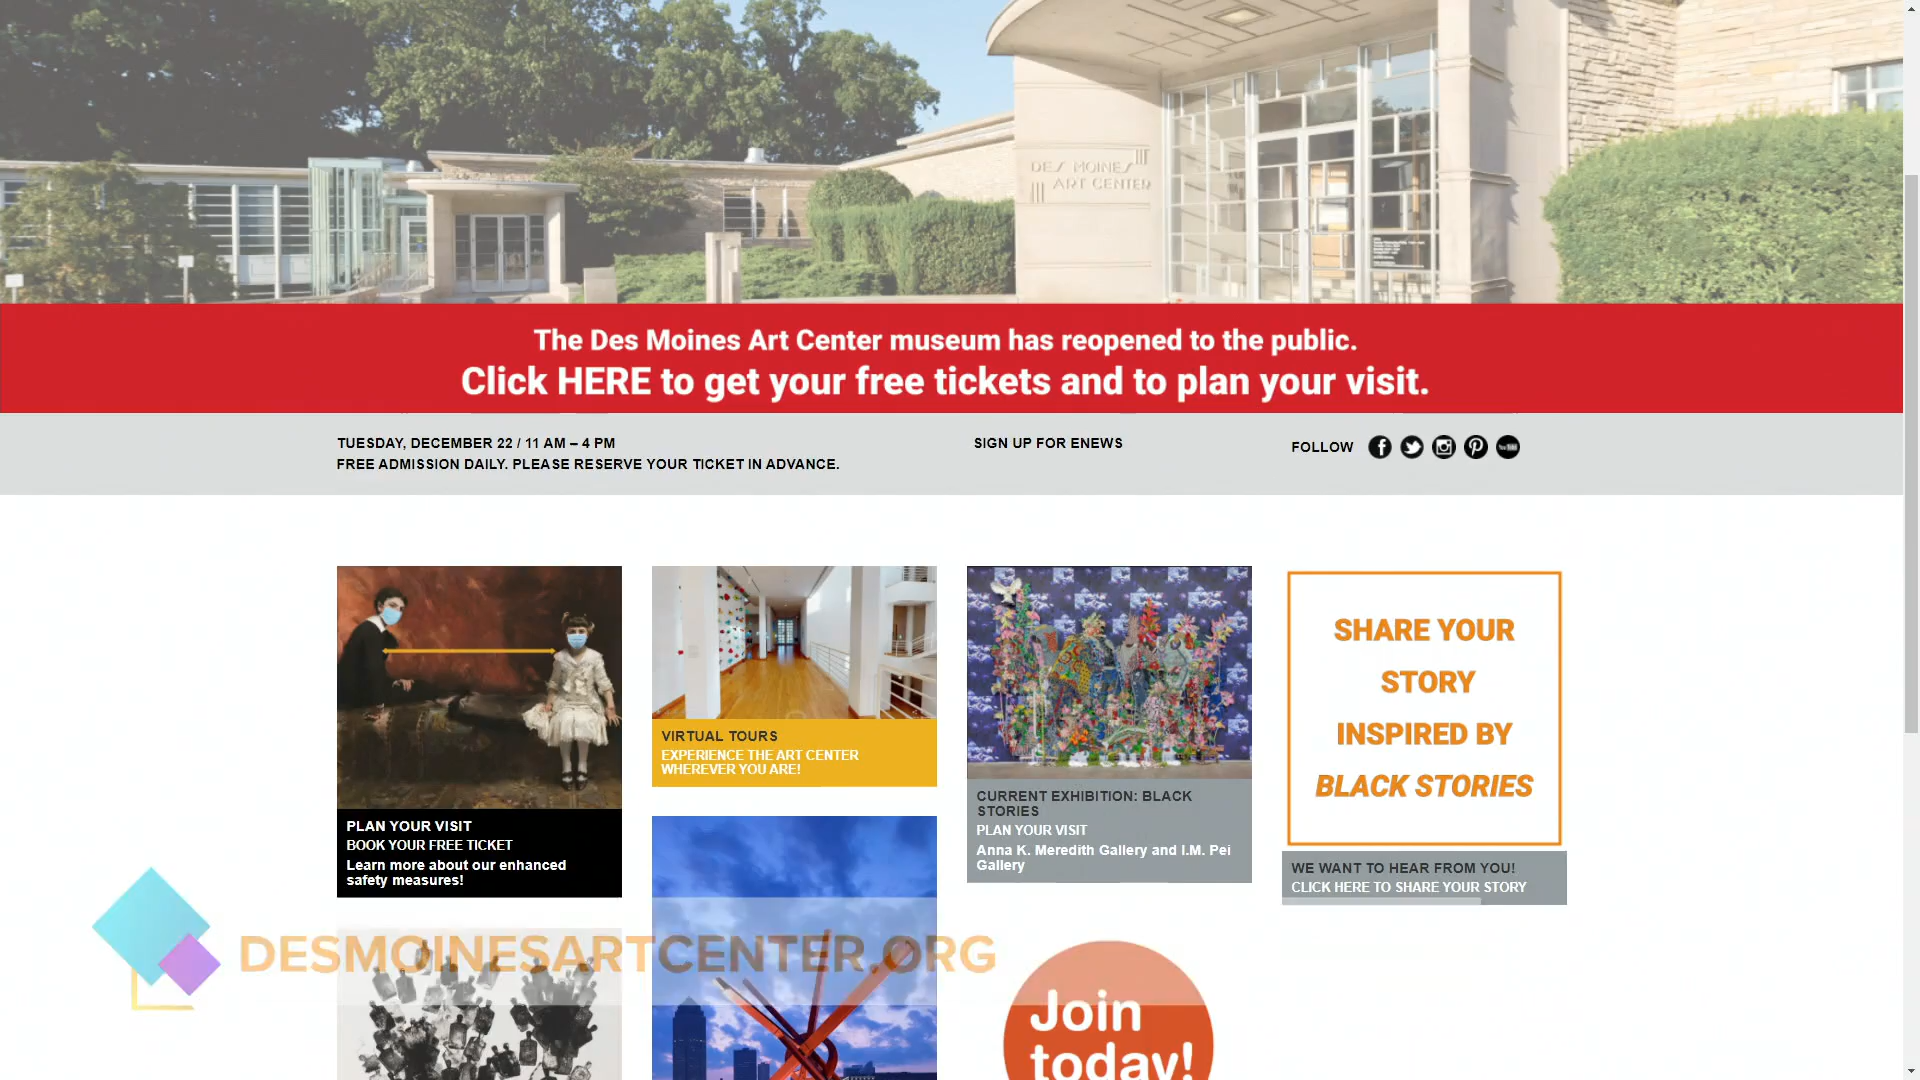 DES MOINES
ART CENTER
The Des Moines Art Center museum has reopened to the public.
Click HERE to get your free tickets and to plan your visit.
TUESDAY, DECEMBER 22 / 11 AM – 4 PM
FREE ADMISSION DAILY. PLEASE RESERVE YOUR TICKET IN ADVANCE.
SIGN UP FOR ENEWS
FOLLOW
PLAN YOUR VISIT
BOOK YOUR FREE TICKET
Learn more about our enhanced
safety measures!
VIRTUAL TOURS
EXPERIENCE THE ART CENTER
WHEREVER YOU ARE!
CURRENT EXHIBITION: BLACK
STORIES
PLAN YOUR VISIT
Anna K. Meredith Gallery and I.M. Pei
Gallery
SHARE YOUR
STORY
INSPIRED BY
BLACK STORIES
WE WANT TO HEAR FROM YOU!
CLICK HERE TO SHARE YOUR STORY
DESMOINESARTCENTER.ORG
Join
today!